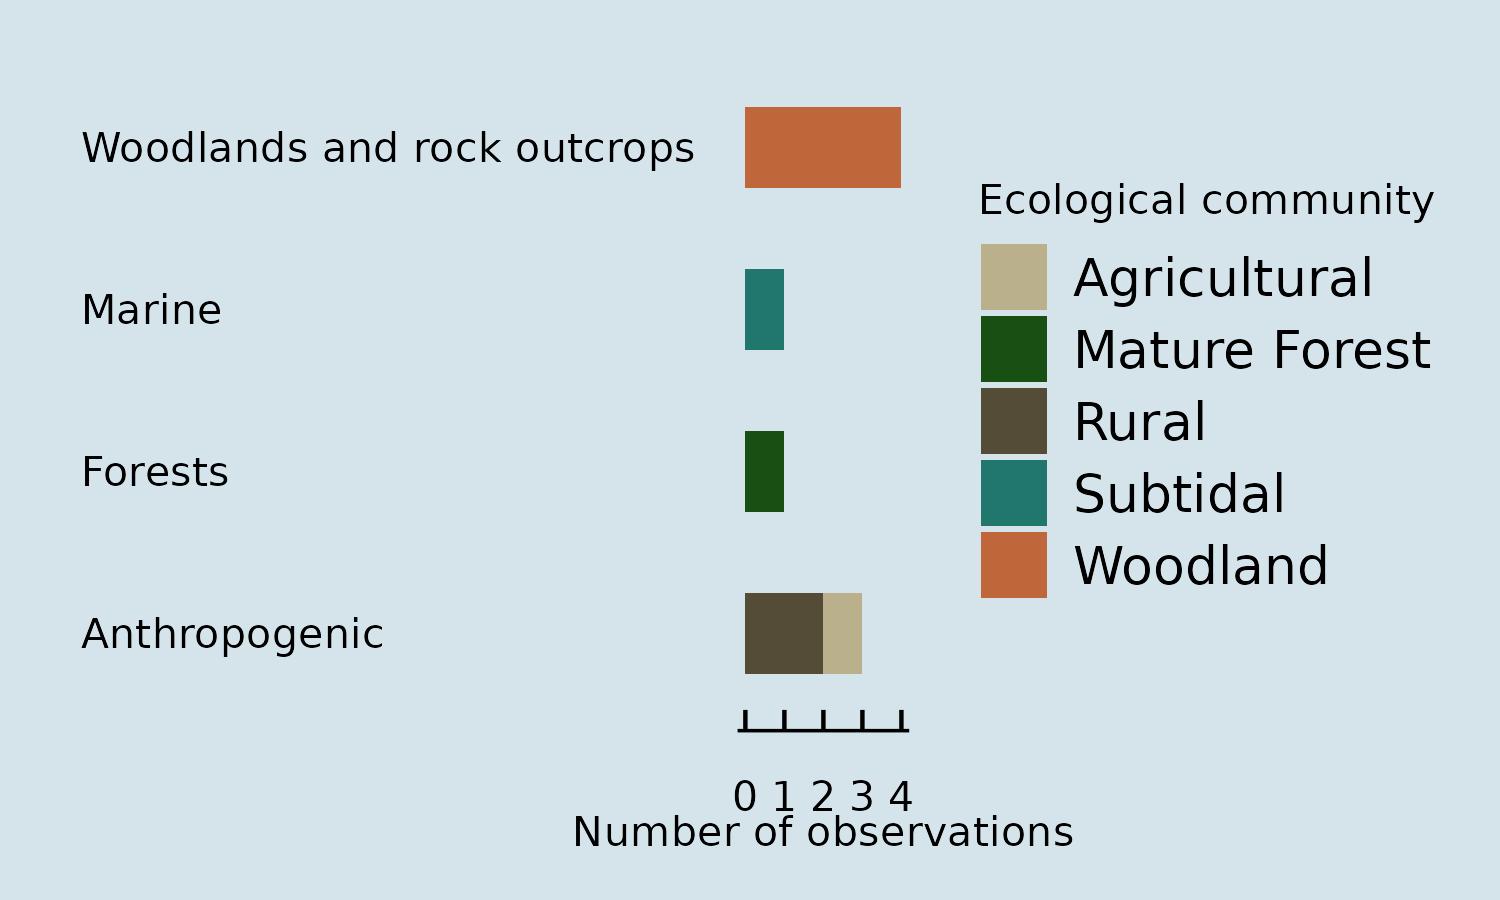 Woodlands and rock outcrops
Marine
Forests
Anthropogenic
0 1 2 3 4
Number of observations
Ecological community
Agricultural
Mature Forest
Rural
Subtidal
Woodland